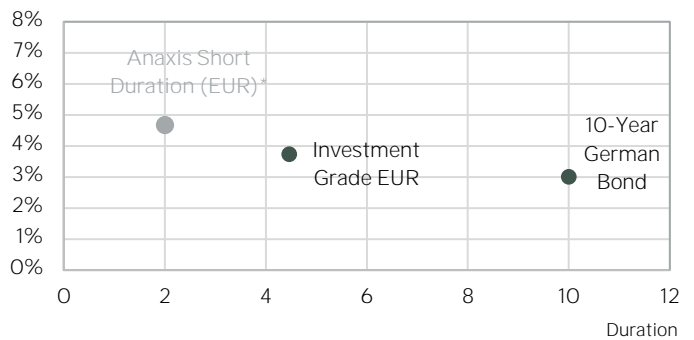 8%
7%
Anaxis Short
6%
Duration (EUR)*
5%
10-Year
4%
Investment
German
3%
Grade EUR
Bond
2%
1%
0%
0 2 4 6 8 10 12
Duration